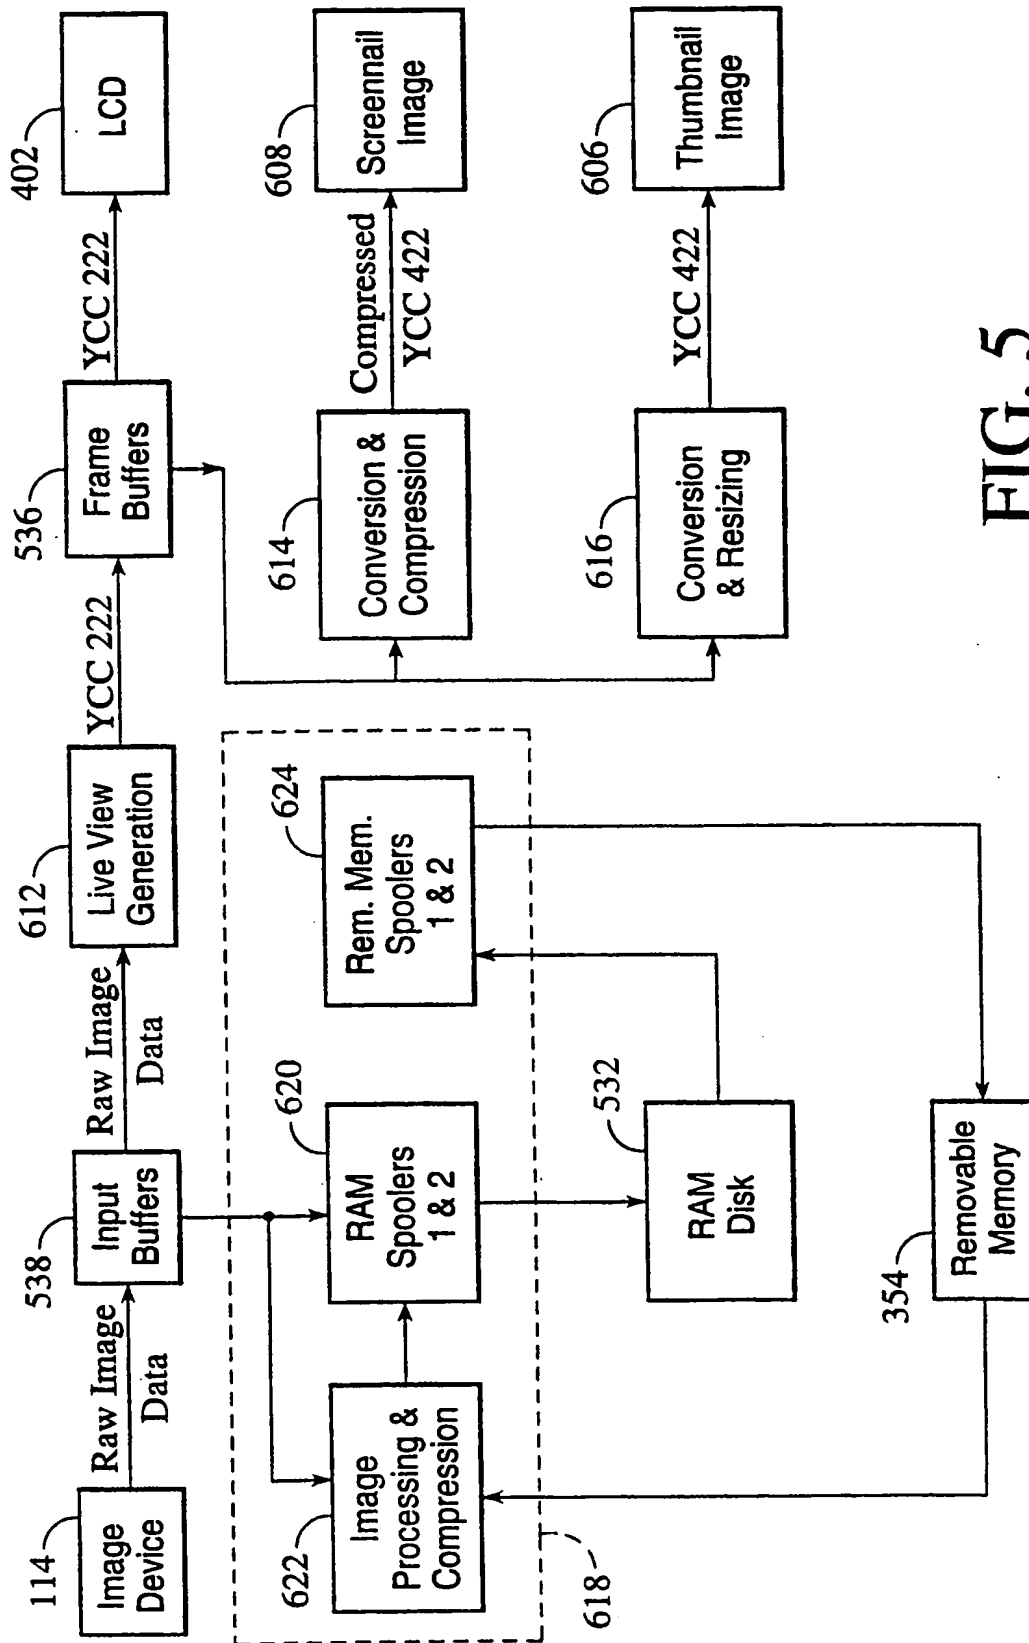 114
Image
Device
Raw Image
Data
538
Input
Buffers
Raw Image
Data
612
Live View
Generation
YCC 222
536
Frame
Buffers
YCC 222
402
LCD
622
Image
Processing &
Compression
620
RAM
Spoolers
1 & 2
624
Rem. Mem.
Spoolers
1 & 2
614
Conversion &
Compression
Compressed
YCC 422
608
Screennail
Image
618
532
RAM
Disk
616
Conversion
& Resizing
YCC 422
606
Thumbnail
Image
354
Removable
Memory
FIG. 5